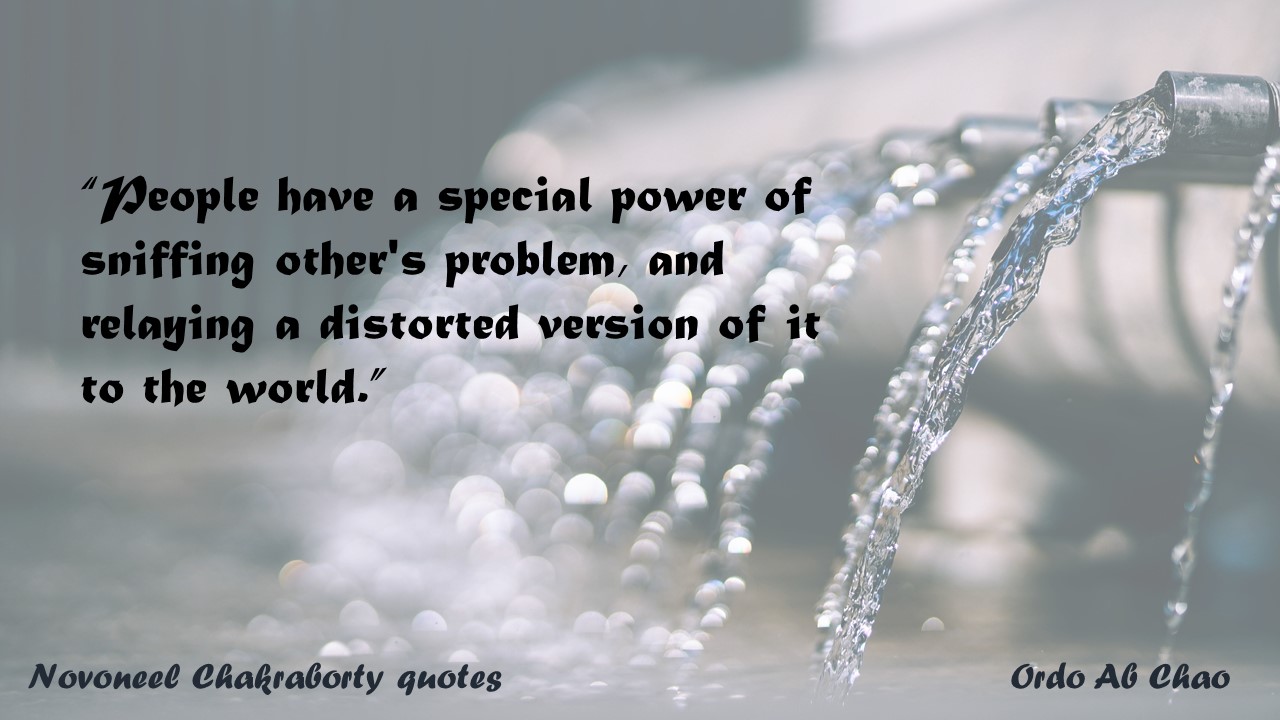 “People have a special power of
sniffing other's problem, and
relaying a distorted version of it
to the world.”
Novoneel Chakraborty quotes
Ordo Ab Chao